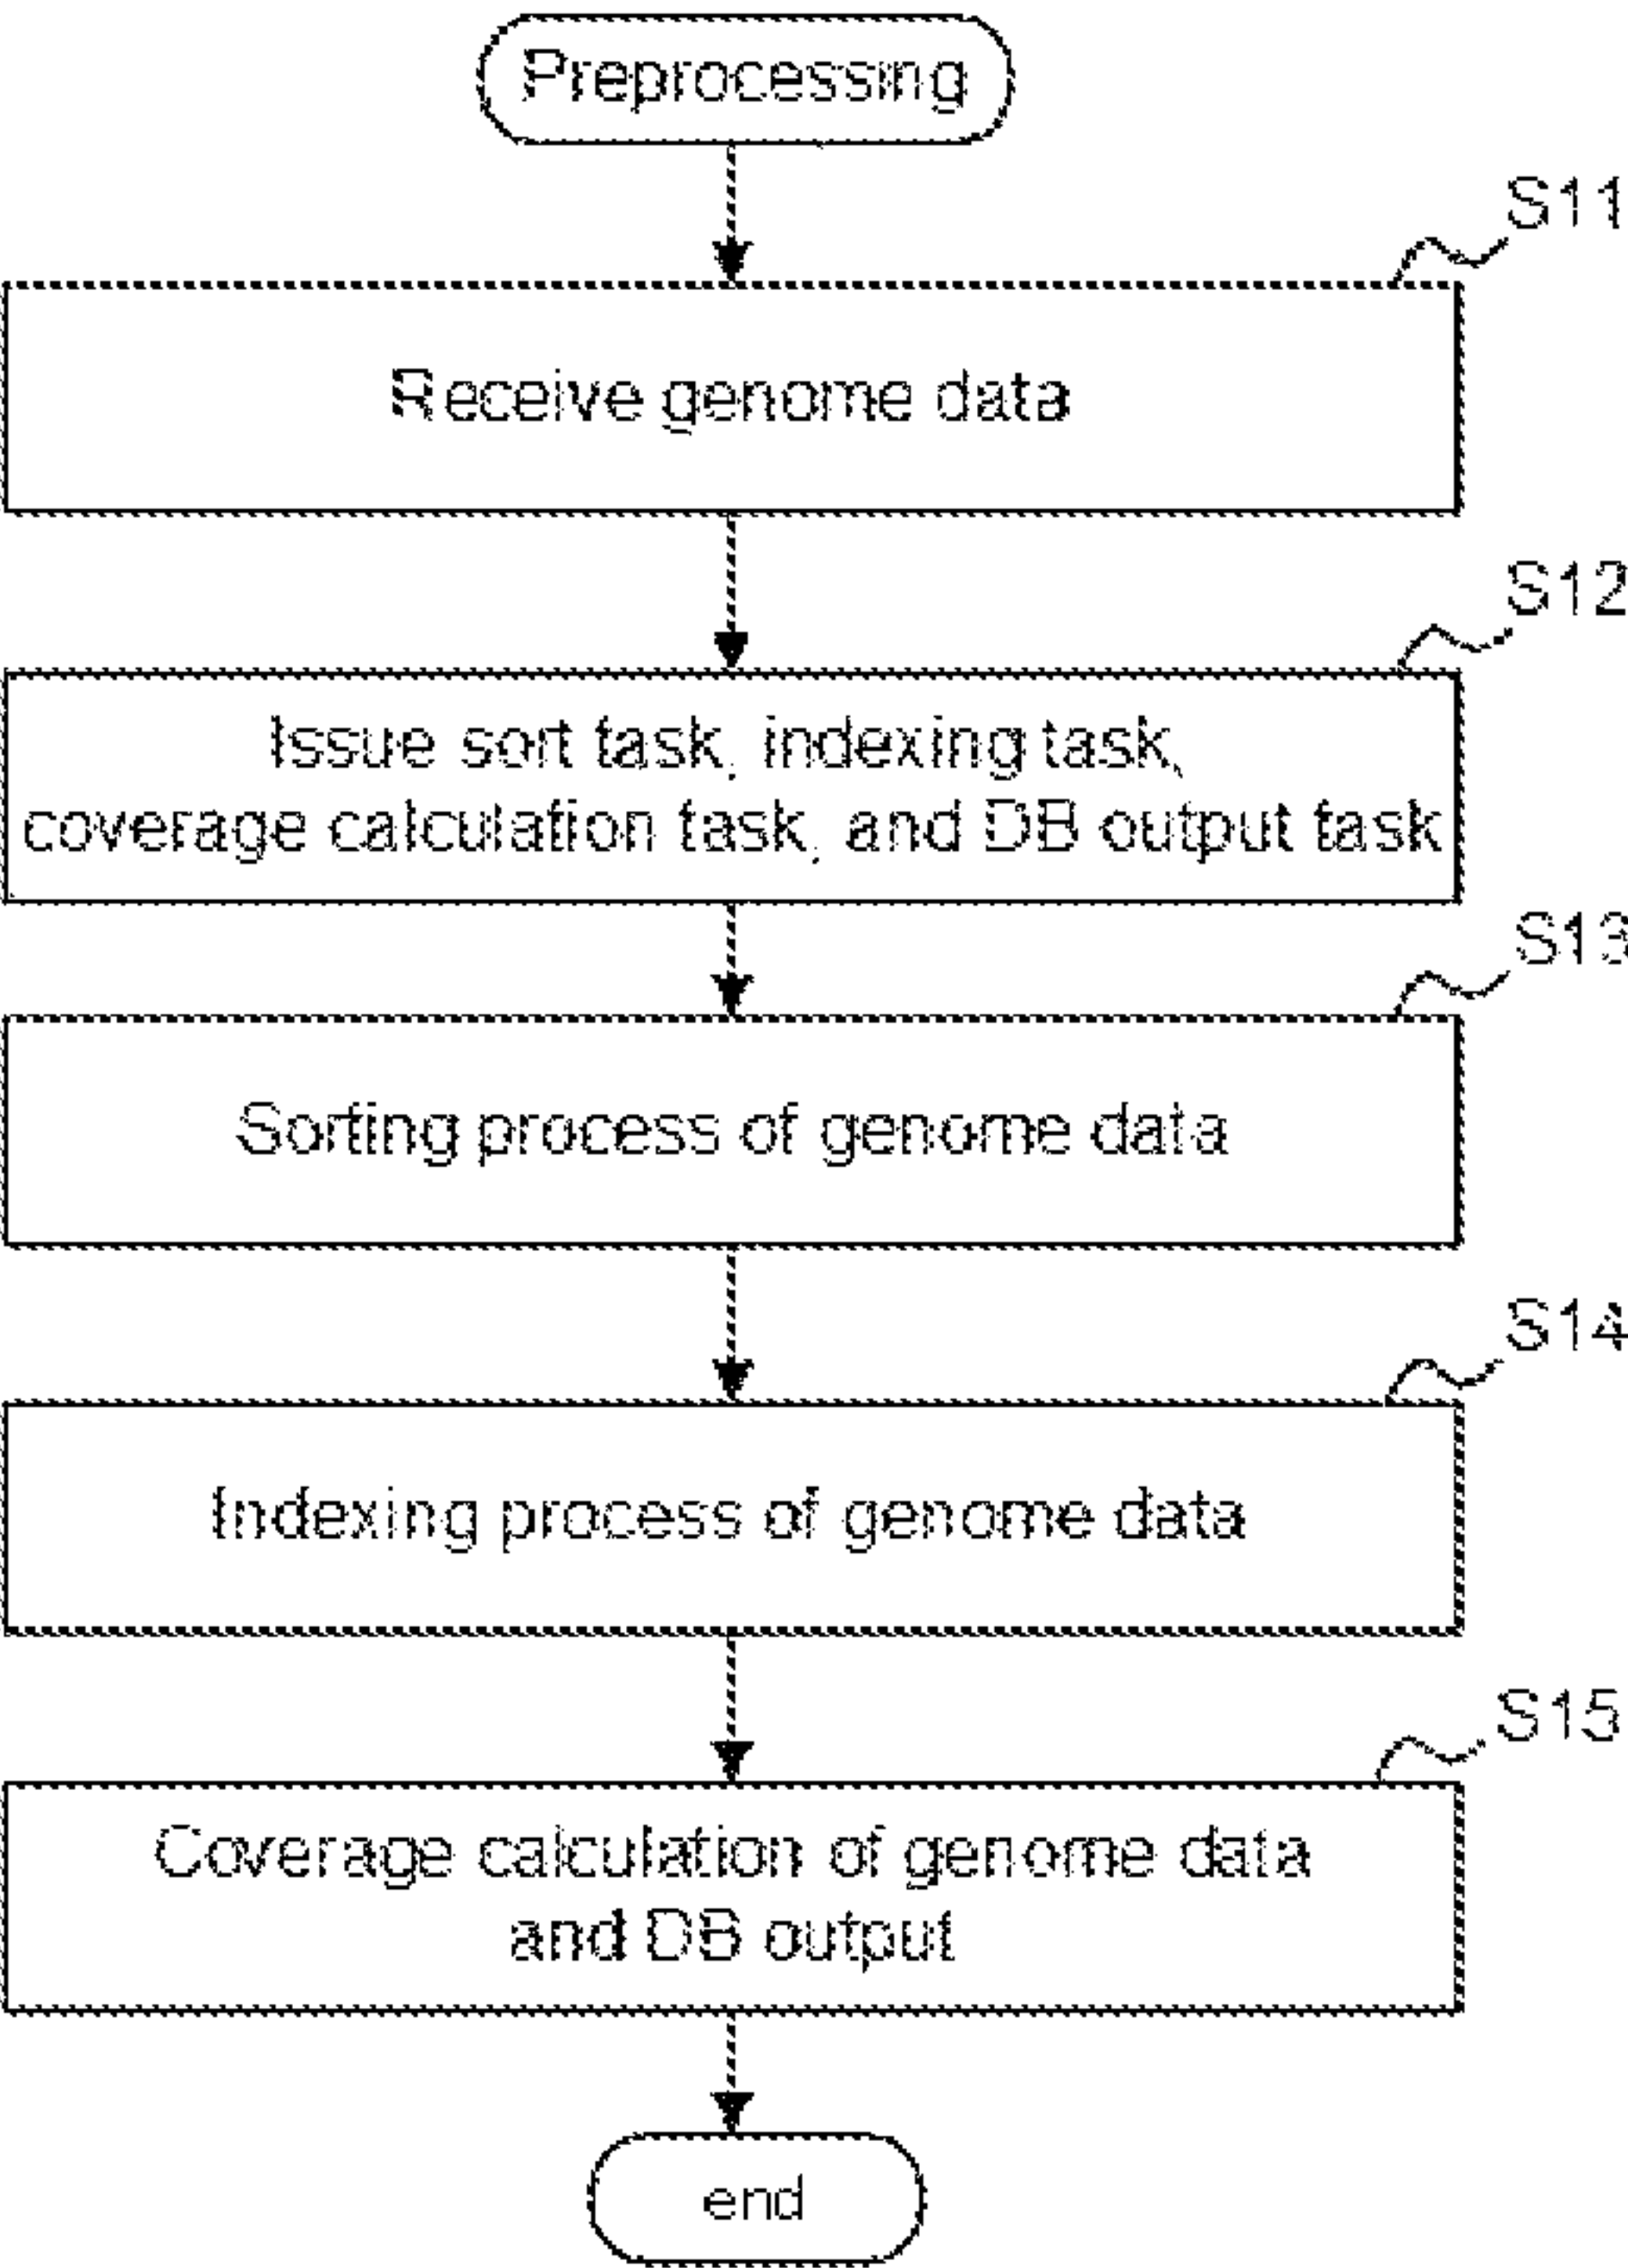 Preprocessing
S11
Receive genome data
S12
Issue sort task, indexing task,
coverage calculation task, and DB output task
S13
Sorting process of genome data
S14
Indexing process of genome data
S15
Coverage calculation of genome data
and DB output
end